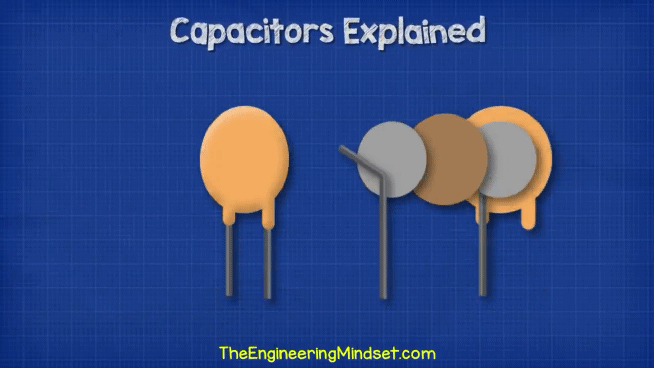 Capacitors Explained
TheEngineeringMindset.com